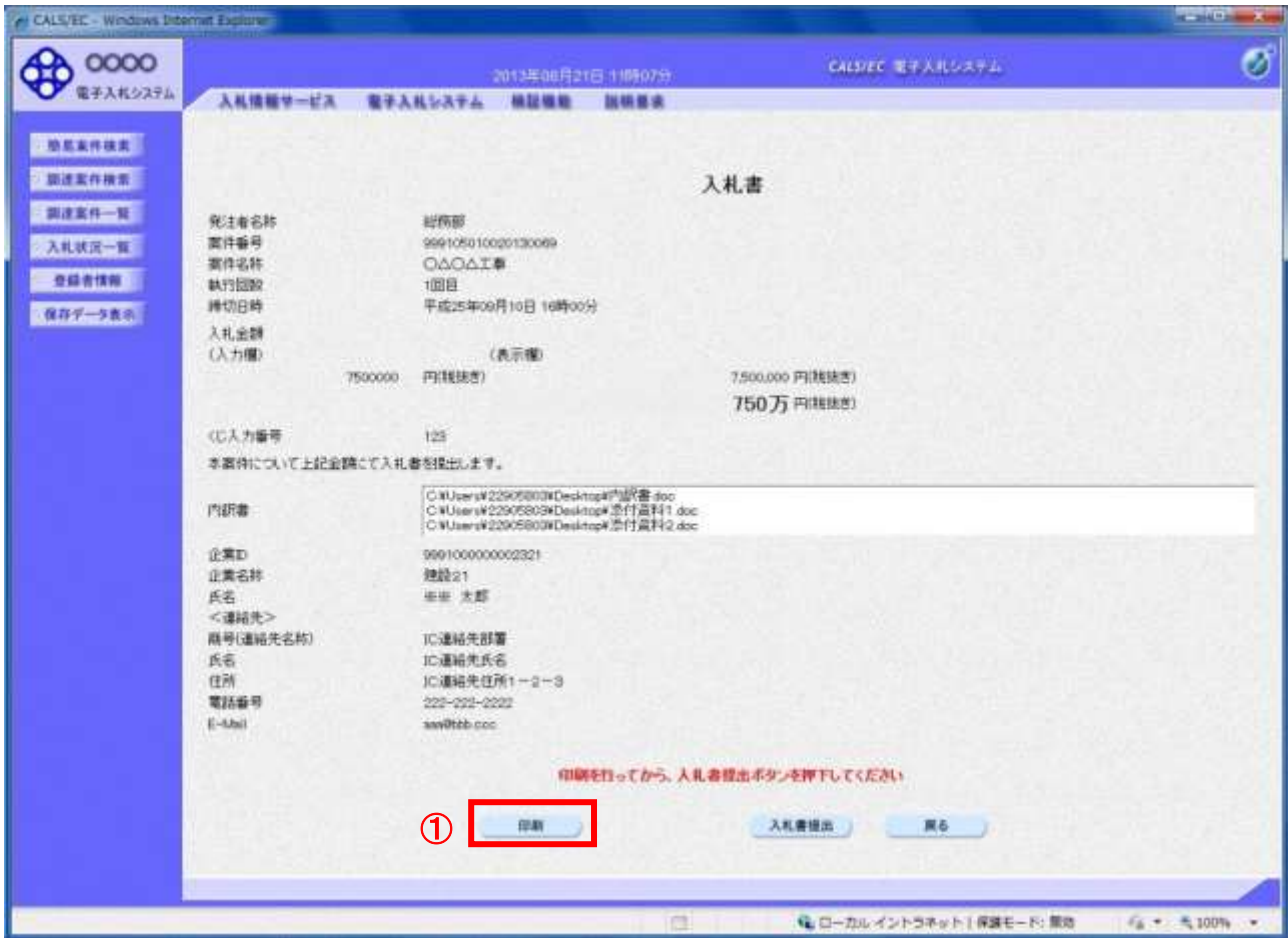 CALS/EC - Windows Internet Explorer
〇〇〇〇
電子入札システム
2013年08月21日 11時07分
CALS/EC 電子入札システム
入札情報サービス 電子入札システム 検証機能 説明要求
簡易案件検索
調達案件検索
調達案件一覧
入札状況一覧
登録者情報
保存データ表示
入札書
発注者名称 総務部
案件番号 999105010020130069
案件名称 〇△〇△工事
執行回数 1回目
締切日時 平成25年09月10日 16時00分
入札金額
(入力欄) (表示欄)
7500000 円(税抜き) 7,500,000 円(税抜き)
750万 円(税抜き)
くじ入力番号 123
本案件について上記金額にて入札書を提出します。
内訳書
C:¥Users¥22905803¥Desktop¥内訳書.doc
C:¥Users¥22905803¥Desktop¥添付資料1.doc
C:¥Users¥22905803¥Desktop¥添付資料2.doc
企業ID 9991000000002321
企業名称 建設21
氏名 ※※ 太郎
<連絡先>
商号(連絡先名称) IC連絡先部署
氏名 IC連絡先氏名
住所 IC連絡先住所1-2-3
電話番号 222-222-2222
E-Mail aaa@bbb.ccc
印刷を行ってから、入札書提出ボタンを押下してください
① 印刷 入札書提出 戻る
ローカル イントラネット | 保護モード: 無効 100%